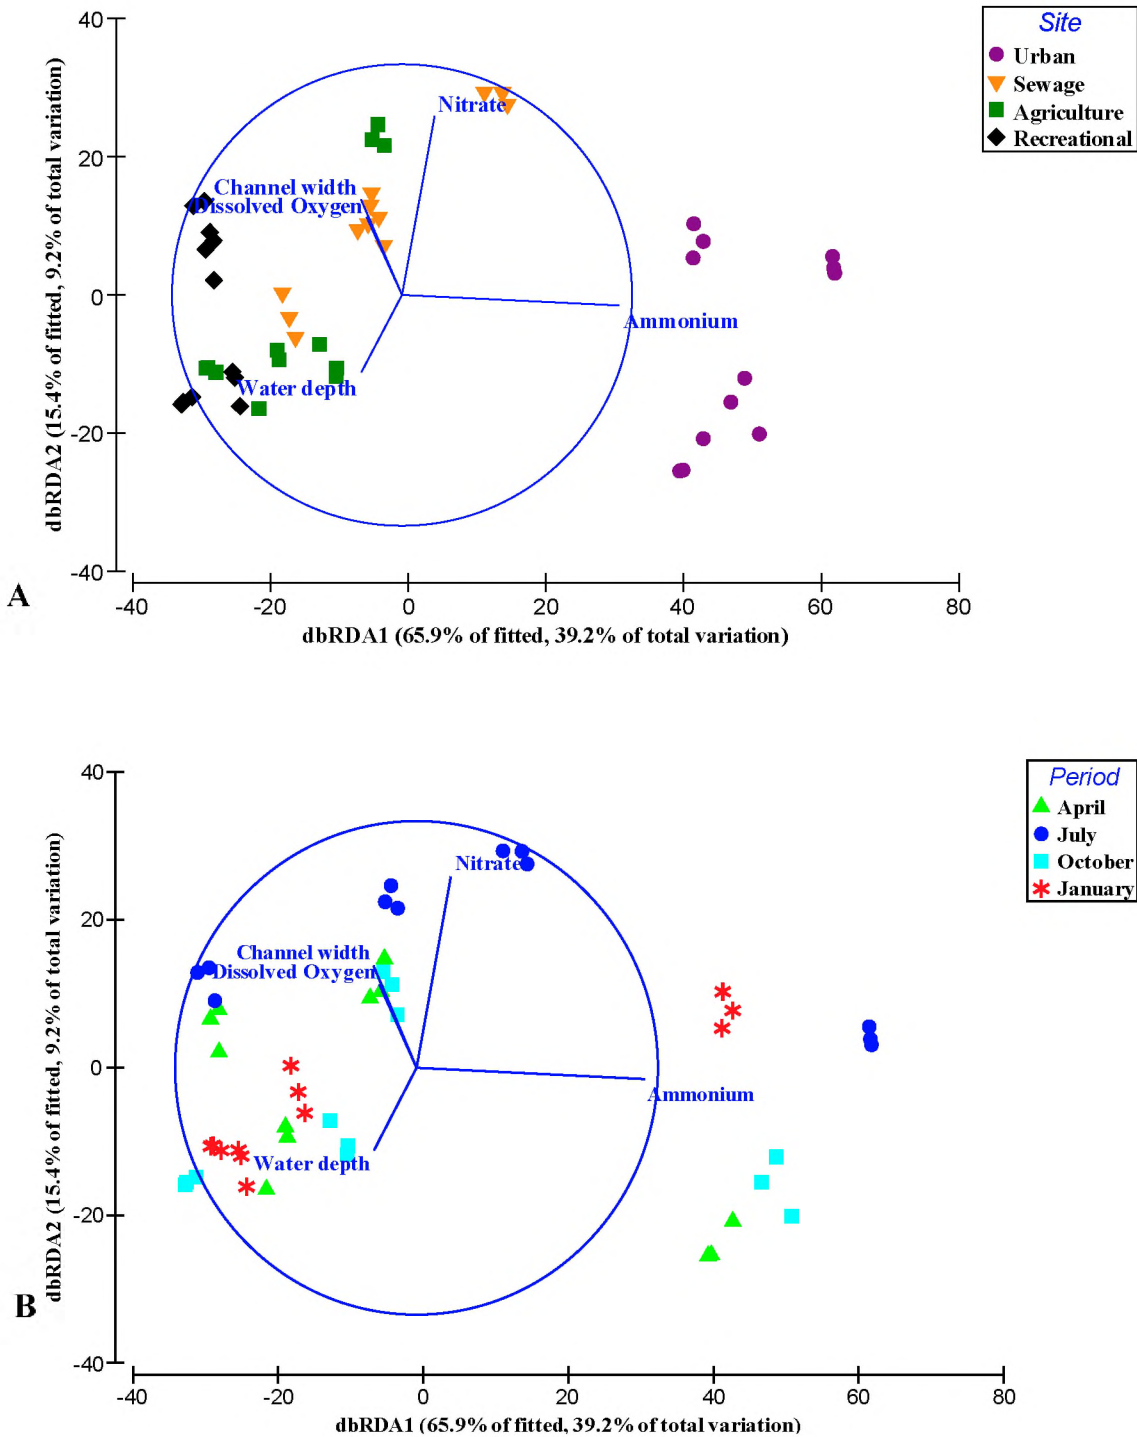 40
20
0
-20
-40
dbRDA2 (15.4% of fitted, 9.2% of total variation)
Site
Urban
Sewage
Agriculture
Recreational
Nitrate
Channel width
Dissolved Oxygen
Ammonium
Water depth
A
-40
-20
0
20
40
60
80
dbRDA1 (65.9% of fitted, 39.2% of total variation)
40
20
0
-20
-40
dbRDA2 (15.4% of fitted, 9.2% of total variation)
Period
April
July
October
January
Nitrate
Channel width
Dissolved Oxygen
Ammonium
Water depth
B
-40
-20
0
20
40
60
80
dbRDA1 (65.9% of fitted, 39.2% of total variation)